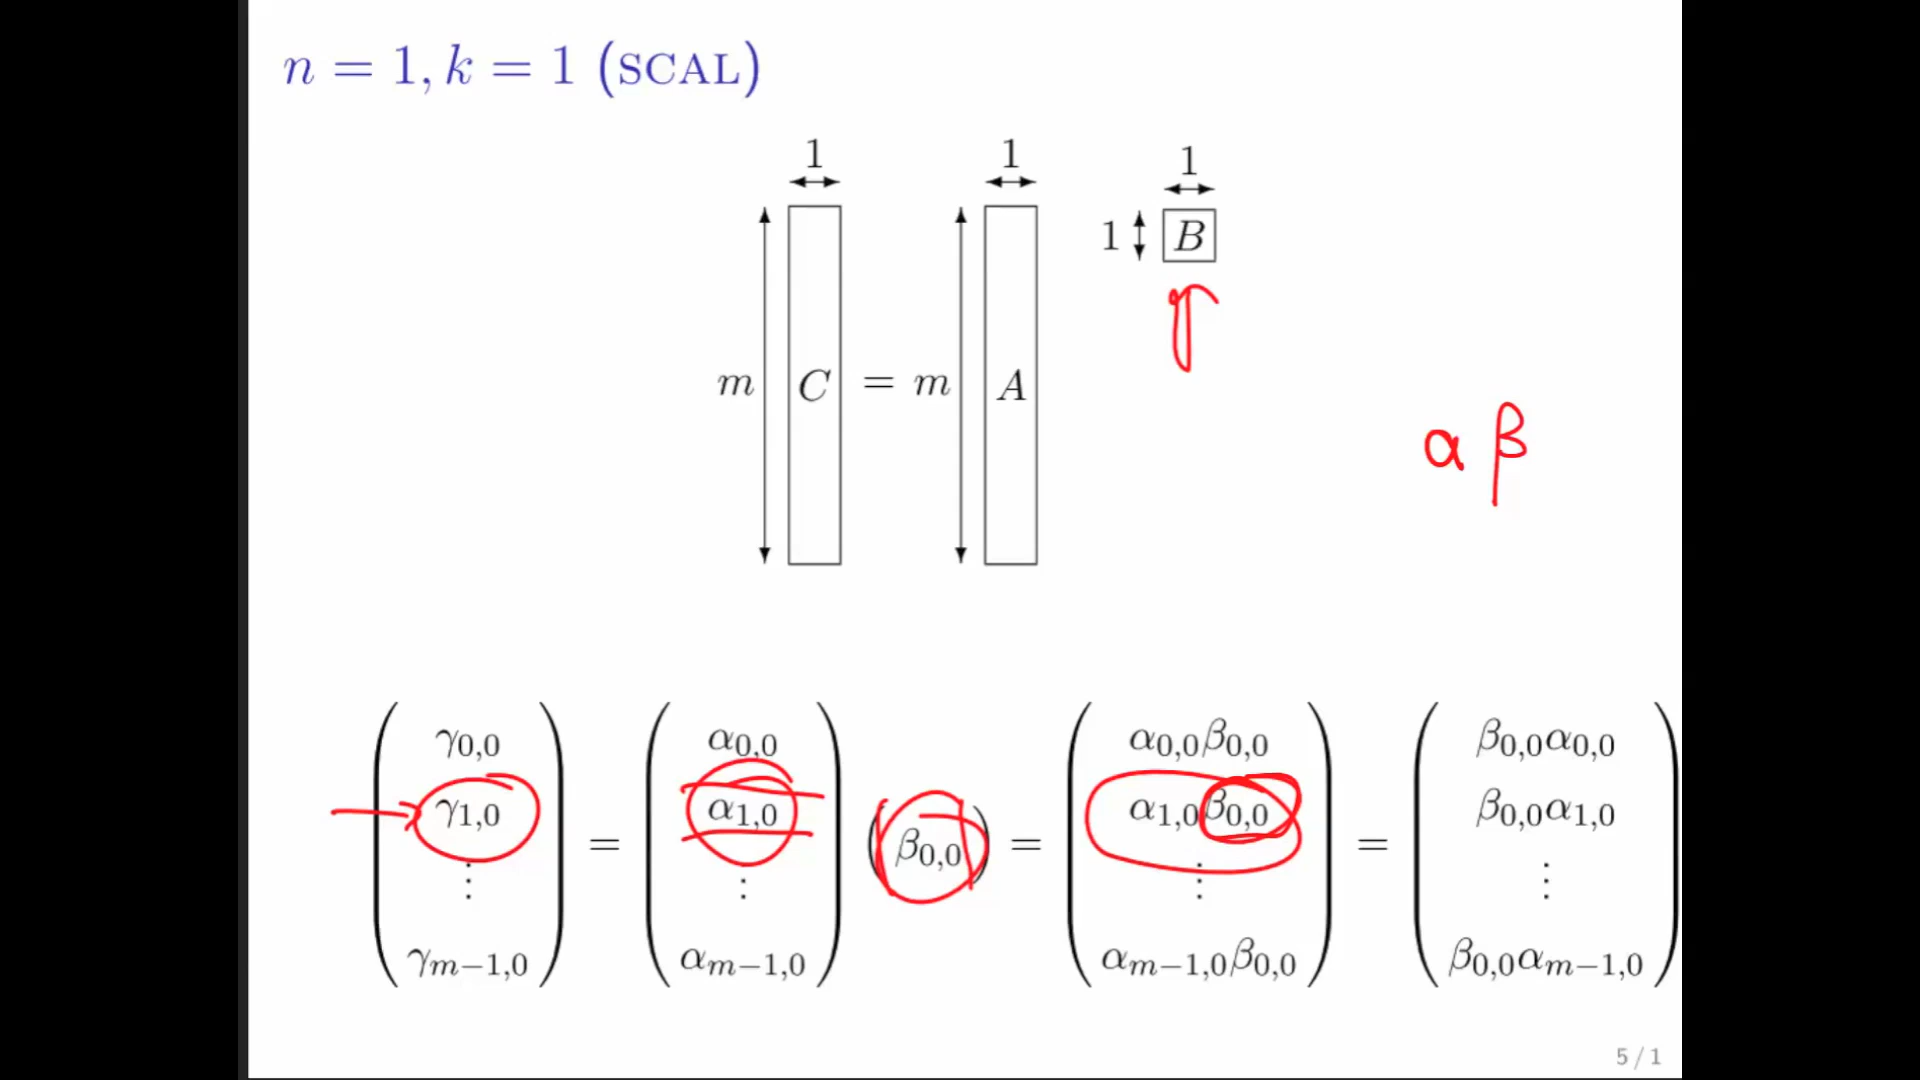 n = 1, k = 1 (SCAL)
1 1 1
1 B
m C = m A
α β
γ0,0 α0,0 α0,0β0,0 β0,0α0,0
γ1,0 α1,0 α1,0β0,0 β0,0α1,0
= (β0,0) = =
⋮ ⋮ ⋮ ⋮
γm−1,0 αm−1,0 αm−1,0β0,0 β0,0αm−1,0
5 / 1